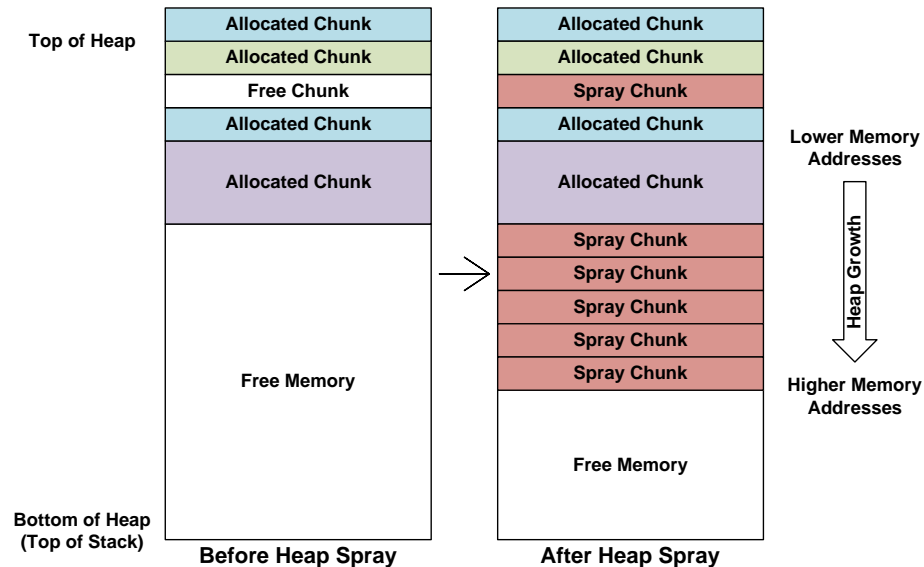 Top of Heap
Allocated Chunk
Allocated Chunk
Free Chunk
Allocated Chunk
Allocated Chunk
Free Memory
Bottom of Heap
(Top of Stack)
Before Heap Spray
Allocated Chunk
Allocated Chunk
Spray Chunk
Allocated Chunk
Allocated Chunk
Spray Chunk
Spray Chunk
Spray Chunk
Spray Chunk
Spray Chunk
Free Memory
After Heap Spray
Lower Memory
Addresses
Heap Growth
Higher Memory
Addresses